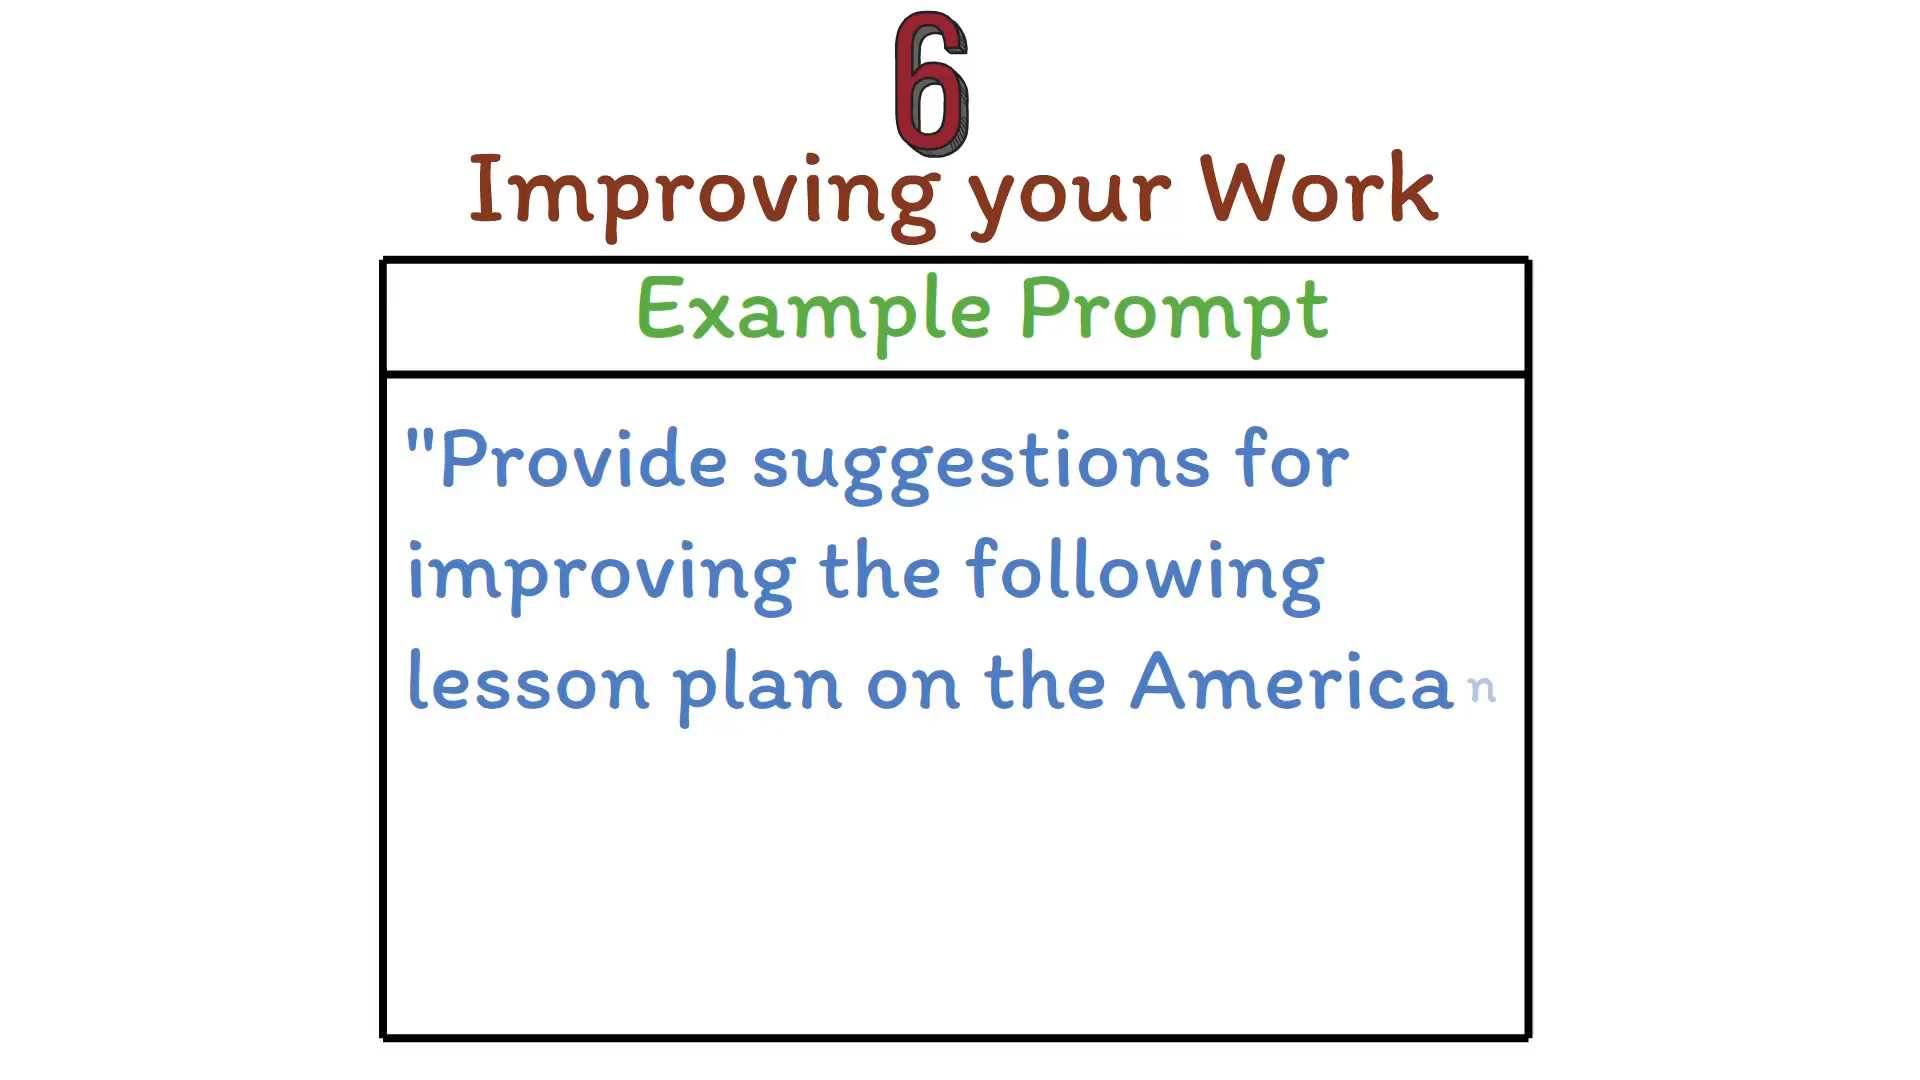 6
Improving your Work
Example Prompt
"Provide suggestions for
improving the following
lesson plan on the American